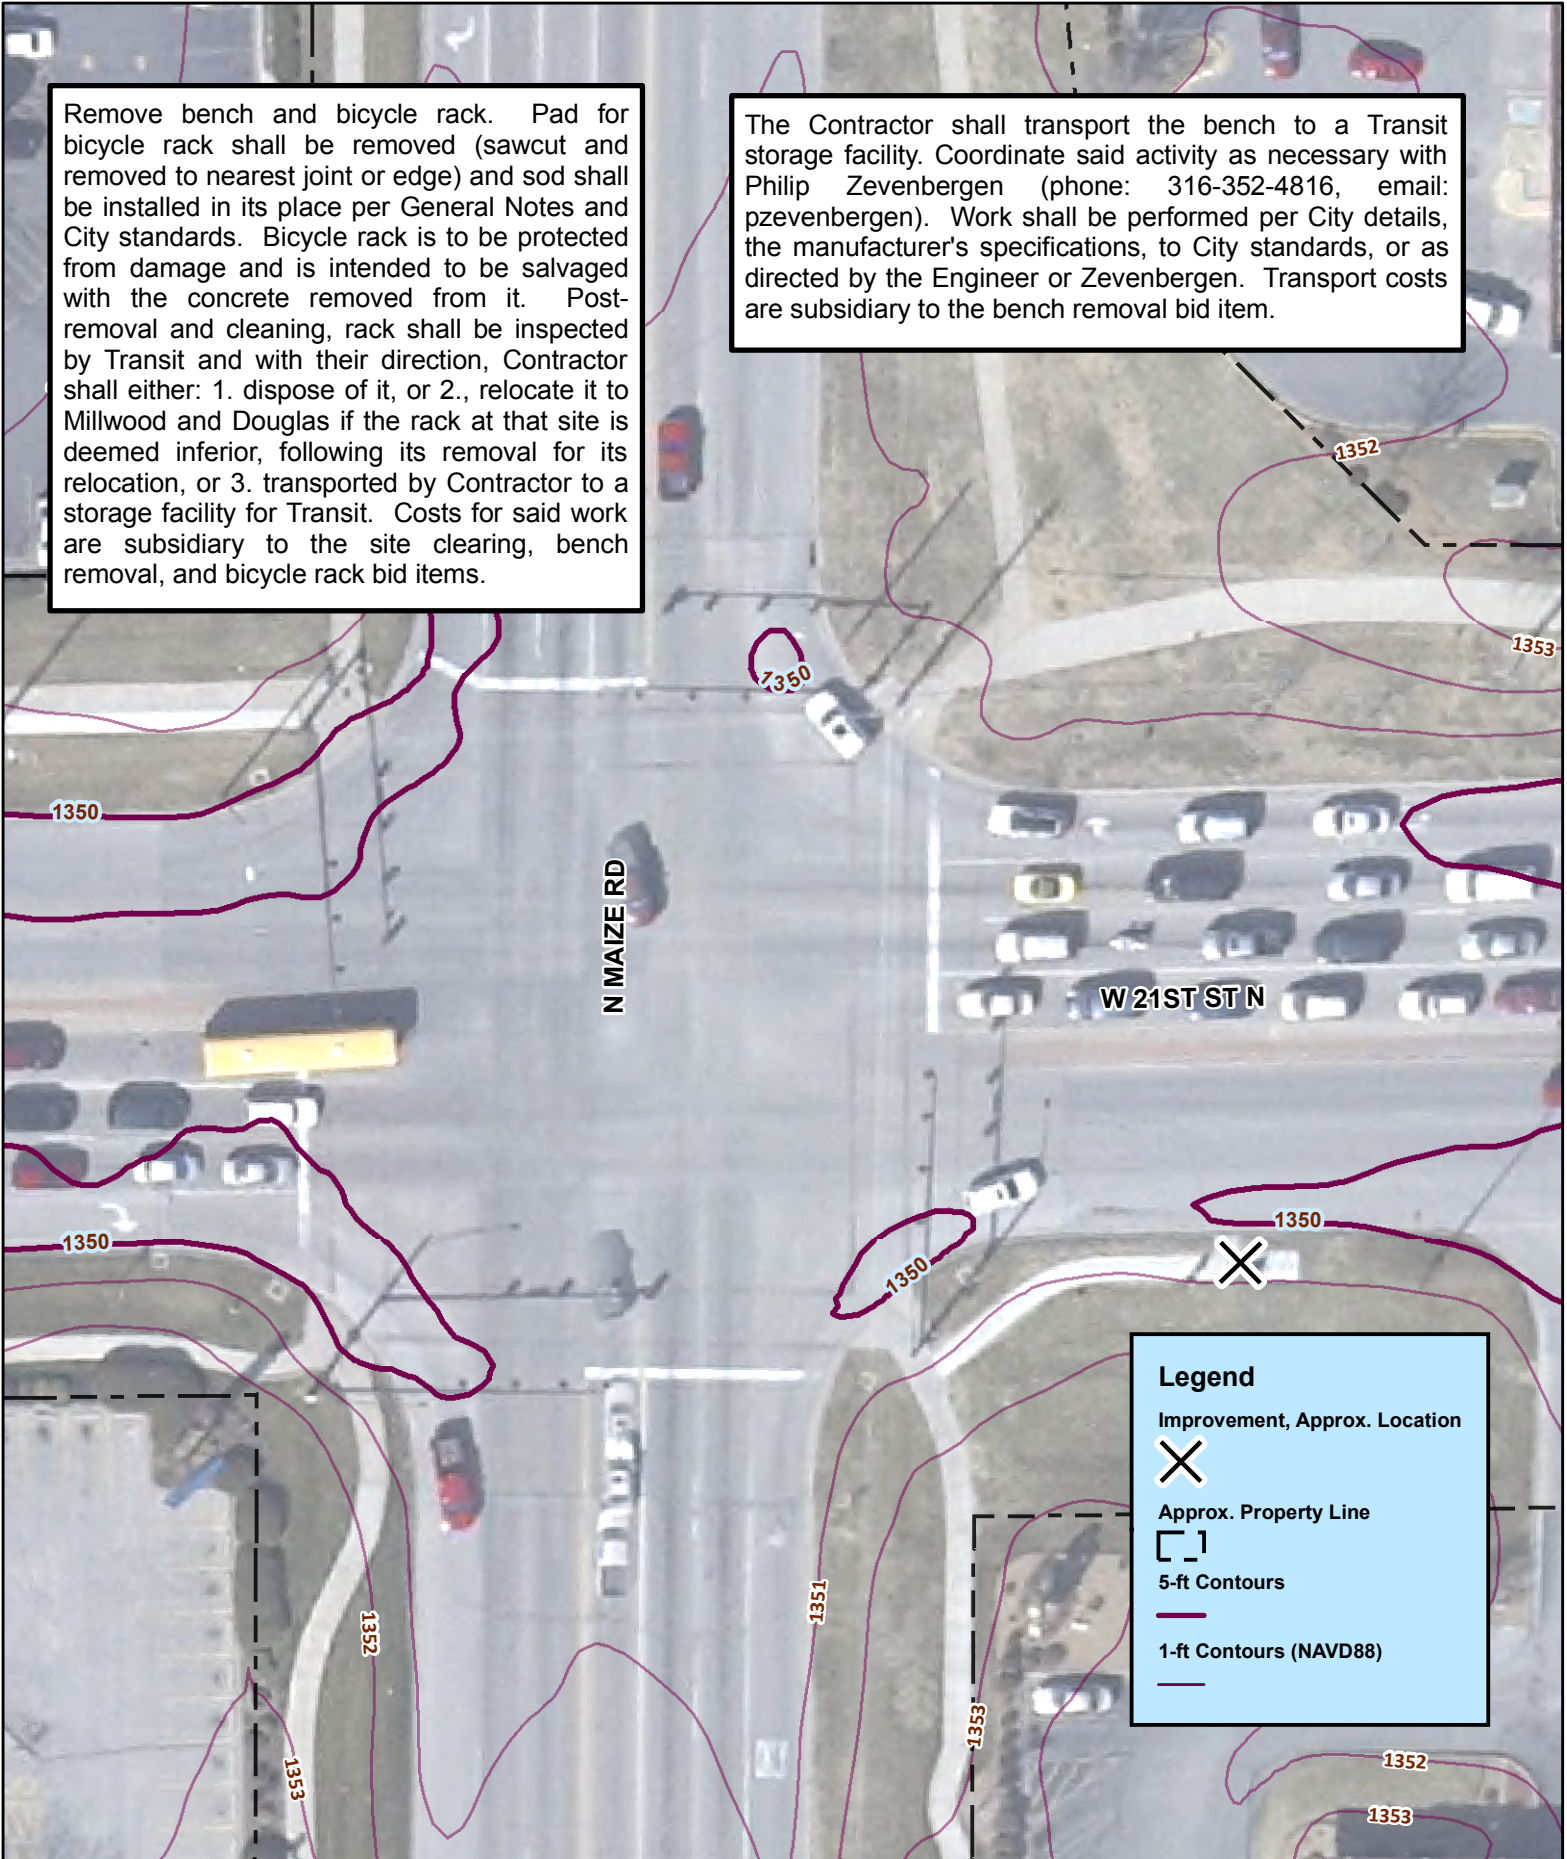 Remove bench and bicycle rack. Pad for
bicycle rack shall be removed (sawcut and
removed to nearest joint or edge) and sod shall
be installed in its place per General Notes and
City standards. Bicycle rack is to be protected
from damage and is intended to be salvaged
with the concrete removed from it. Post-
removal and cleaning, rack shall be inspected
by Transit and with their direction, Contractor
shall either: 1. dispose of it, or 2., relocate it to
Millwood and Douglas if the rack at that site is
deemed inferior, following its removal for its
relocation, or 3. transported by Contractor to a
storage facility for Transit. Costs for said work
are subsidiary to the site clearing, bench
removal, and bicycle rack bid items.
The Contractor shall transport the bench to a Transit
storage facility. Coordinate said activity as necessary with
Philip Zevenbergen (phone: 316-352-4816, email:
pzevenbergen). Work shall be performed per City details,
the manufacturer's specifications, to City standards, or as
directed by the Engineer or Zevenbergen. Transport costs
are subsidiary to the bench removal bid item.
1352
1353
1350
1350
N MAIZE RD
W 21ST ST N
1350
1350
1350
Legend
Improvement, Approx. Location
Approx. Property Line
5-ft Contours
1-ft Contours (NAVD88)
1351
1352
1353
1353
1352
1353